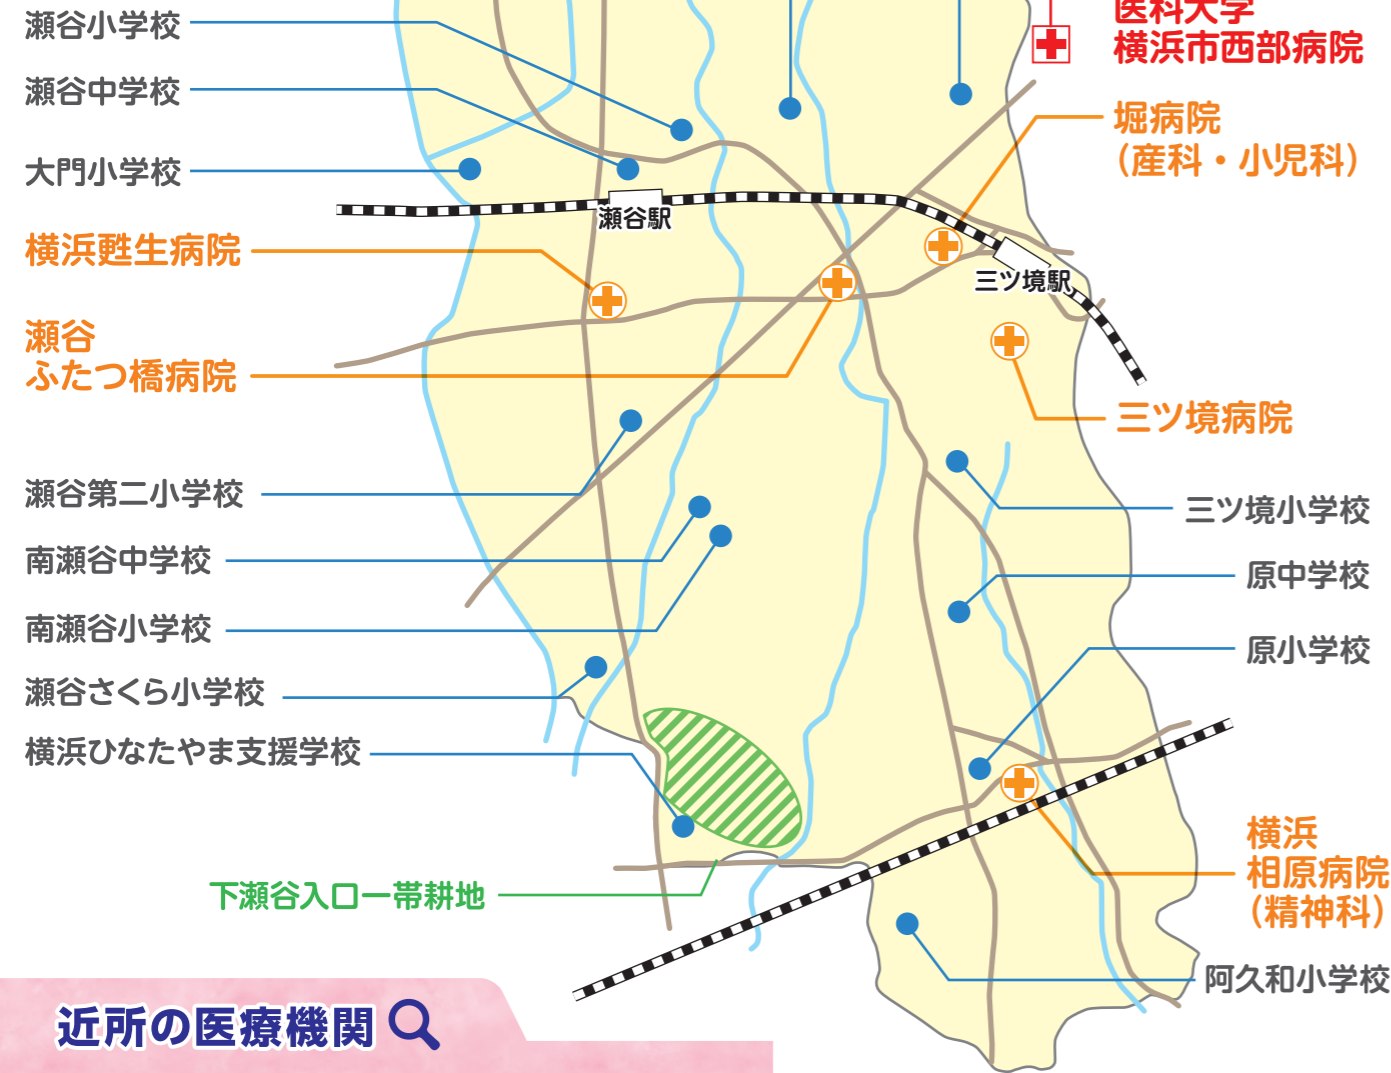 瀬谷小学校
瀬谷中学校
大門小学校
横浜甦生病院
瀬谷
ふたつ橋病院
瀬谷第二小学校
南瀬谷中学校
南瀬谷小学校
瀬谷さくら小学校
横浜ひなたやま支援学校
下瀬谷入口一帯耕地
瀬谷駅
三ツ境駅
医科大学
横浜市西部病院
堀病院
（産科・小児科）
三ツ境病院
三ツ境小学校
原中学校
原小学校
横浜
相原病院
（精神科）
阿久和小学校
近所の医療機関